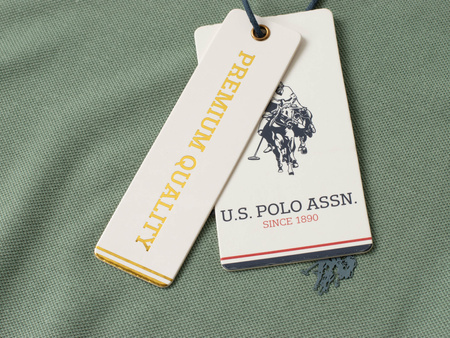 PREMIUM QUALITY
U.S. POLO ASSN.
SINCE 1890